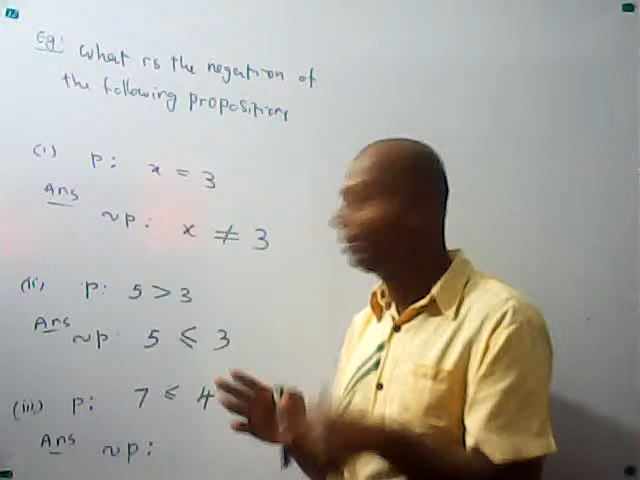 Eg: What is the negation of
the following propositions
(i) p: x = 3
Ans
~p: x ≠ 3
(ii) p: 5 > 3
Ans ~p: 5 ≤ 3
(iii) p: 7 ≤ 4
Ans ~p: